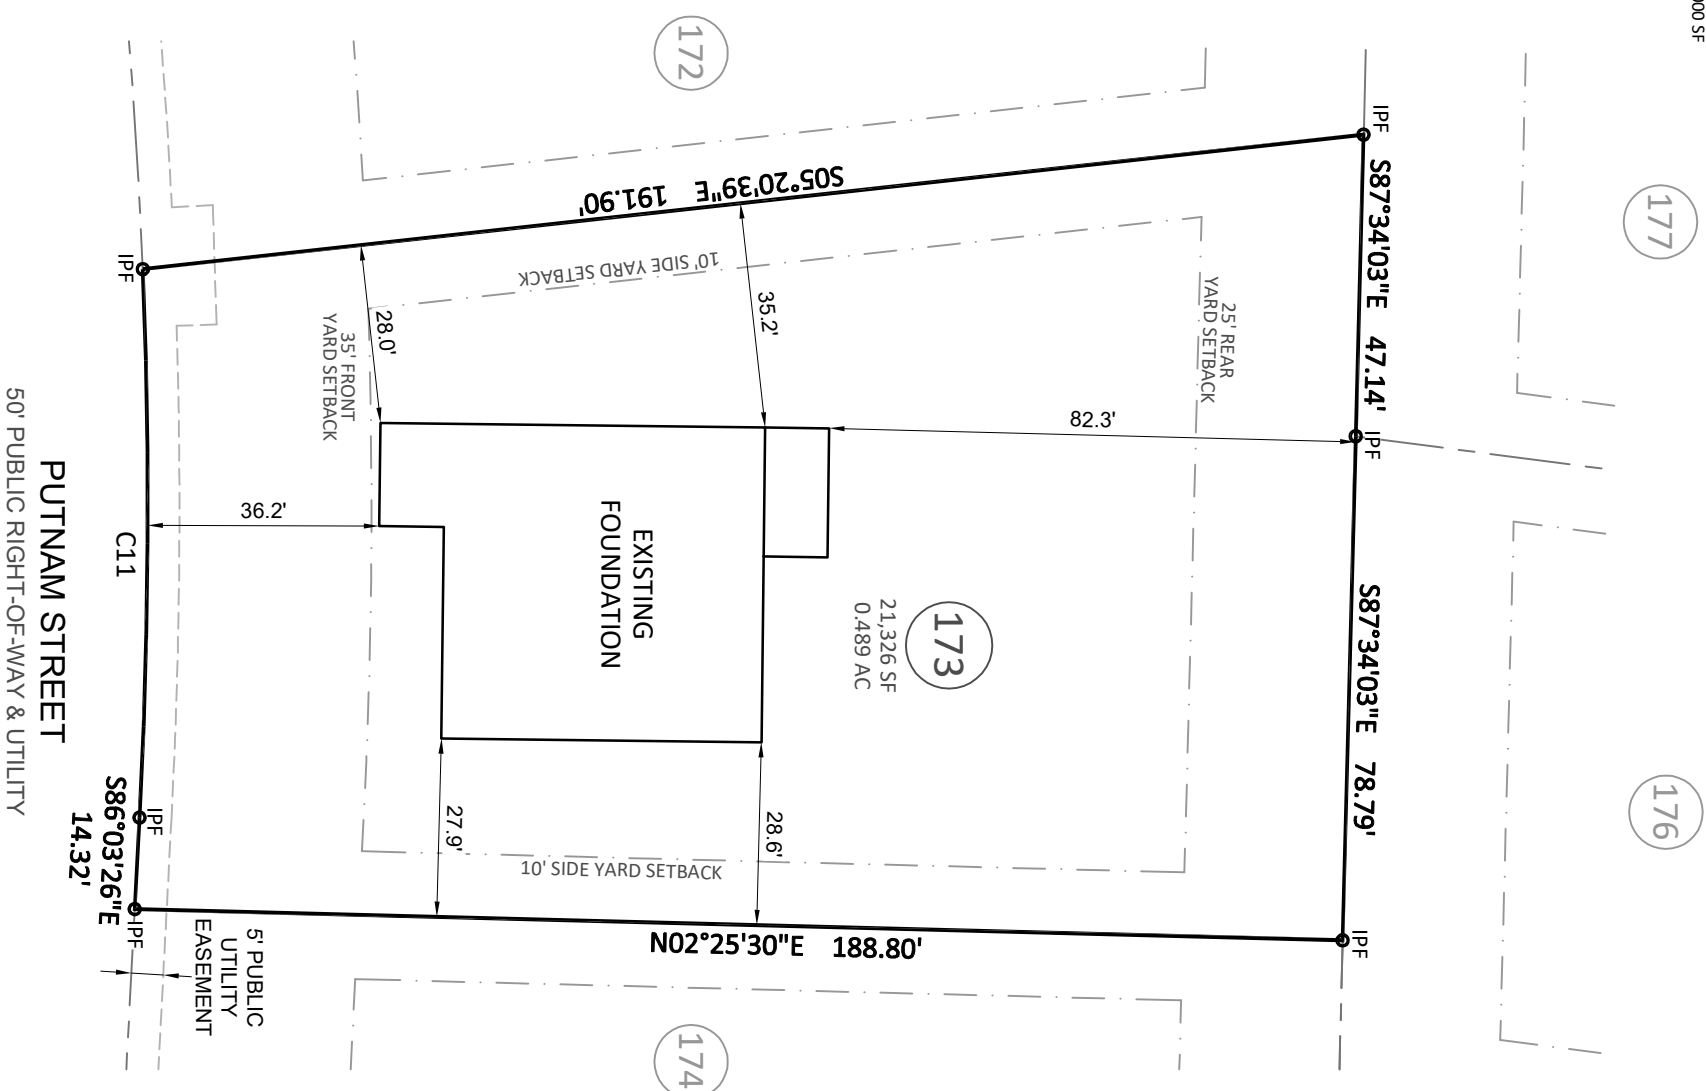 000 SF
177
176
172
174
IPF
S87°34'03"E 47.14'
IPF
S87°34'03"E 78.79'
IPF
25' REAR
YARD SETBACK
82.3'
173
21,326 SF
0.489 AC
S05°20'39"E 191.90'
10' SIDE YARD SETBACK
35.2'
EXISTING
FOUNDATION
28.6'
10' SIDE YARD SETBACK
N02°25'30"E 188.80'
28.0'
35' FRONT
YARD SETBACK
36.2'
27.9'
IPF
C11
IPF
S86°03'26"E
14.32'
IPF
5' PUBLIC
UTILITY
EASEMENT
PUTNAM STREET
50' PUBLIC RIGHT-OF-WAY & UTILITY